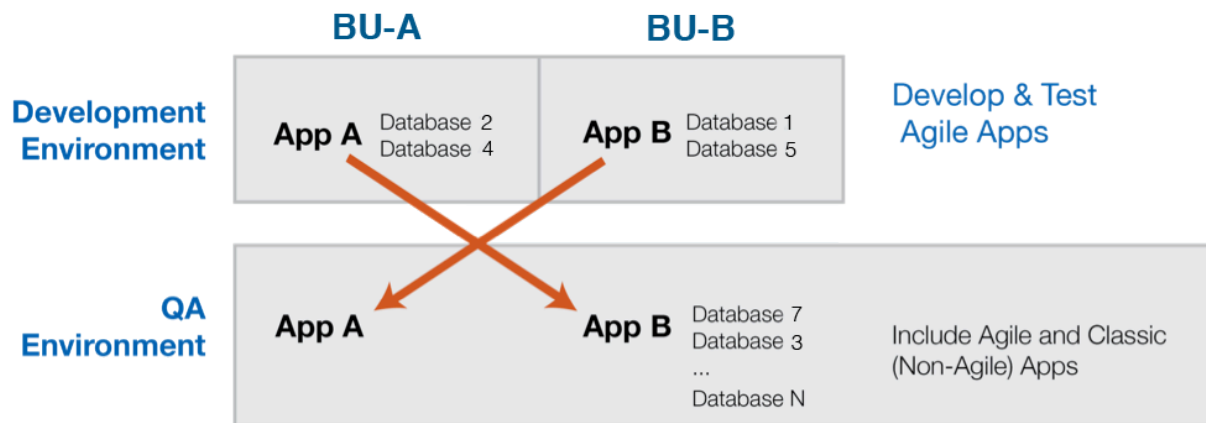 BU-A
BU-B
Development
Environment
App A
Database 2
Database 4
App B
Database 1
Database 5
Develop & Test
Agile Apps
QA
Environment
App A
App B
Database 7
Database 3
...
Database N
Include Agile and Classic
(Non-Agile) Apps